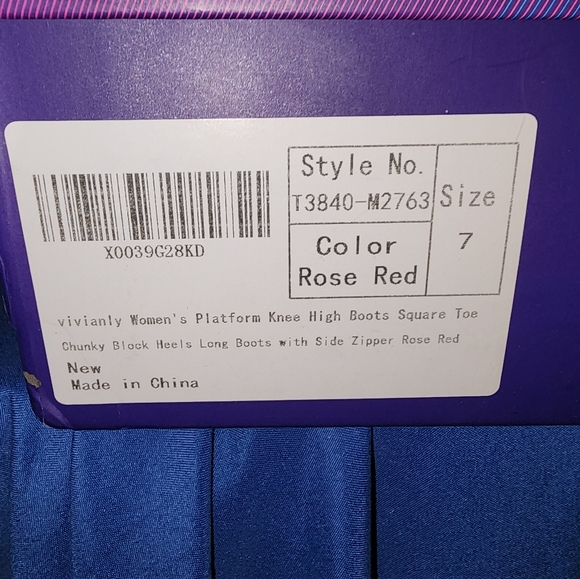 Style No.
T3840-M2763
Size
7
Color
Rose Red
X0039G28KD
vivianly Women's Platform Knee High Boots Square Toe
Chunky Block Heels Long Boots with Side Zipper Rose Red
New
Made in China